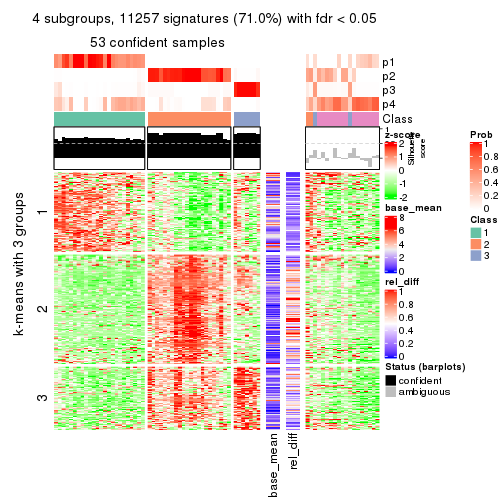 4 subgroups, 11257 signatures (71.0%) with fdr < 0.05
53 confident samples
p1
p2
p3
p4
Class
1
Silhouette
score
k-means with 3 groups
1
2
3
base_mean
rel_diff
z-score
2
1
0
-1
-2
base_mean
8
6
4
2
0
rel_diff
1
0.8
0.6
0.4
0.2
0
Status (barplots)
confident
ambiguous
Prob
1
0.8
0.6
0.4
0.2
0
Class
1
2
3